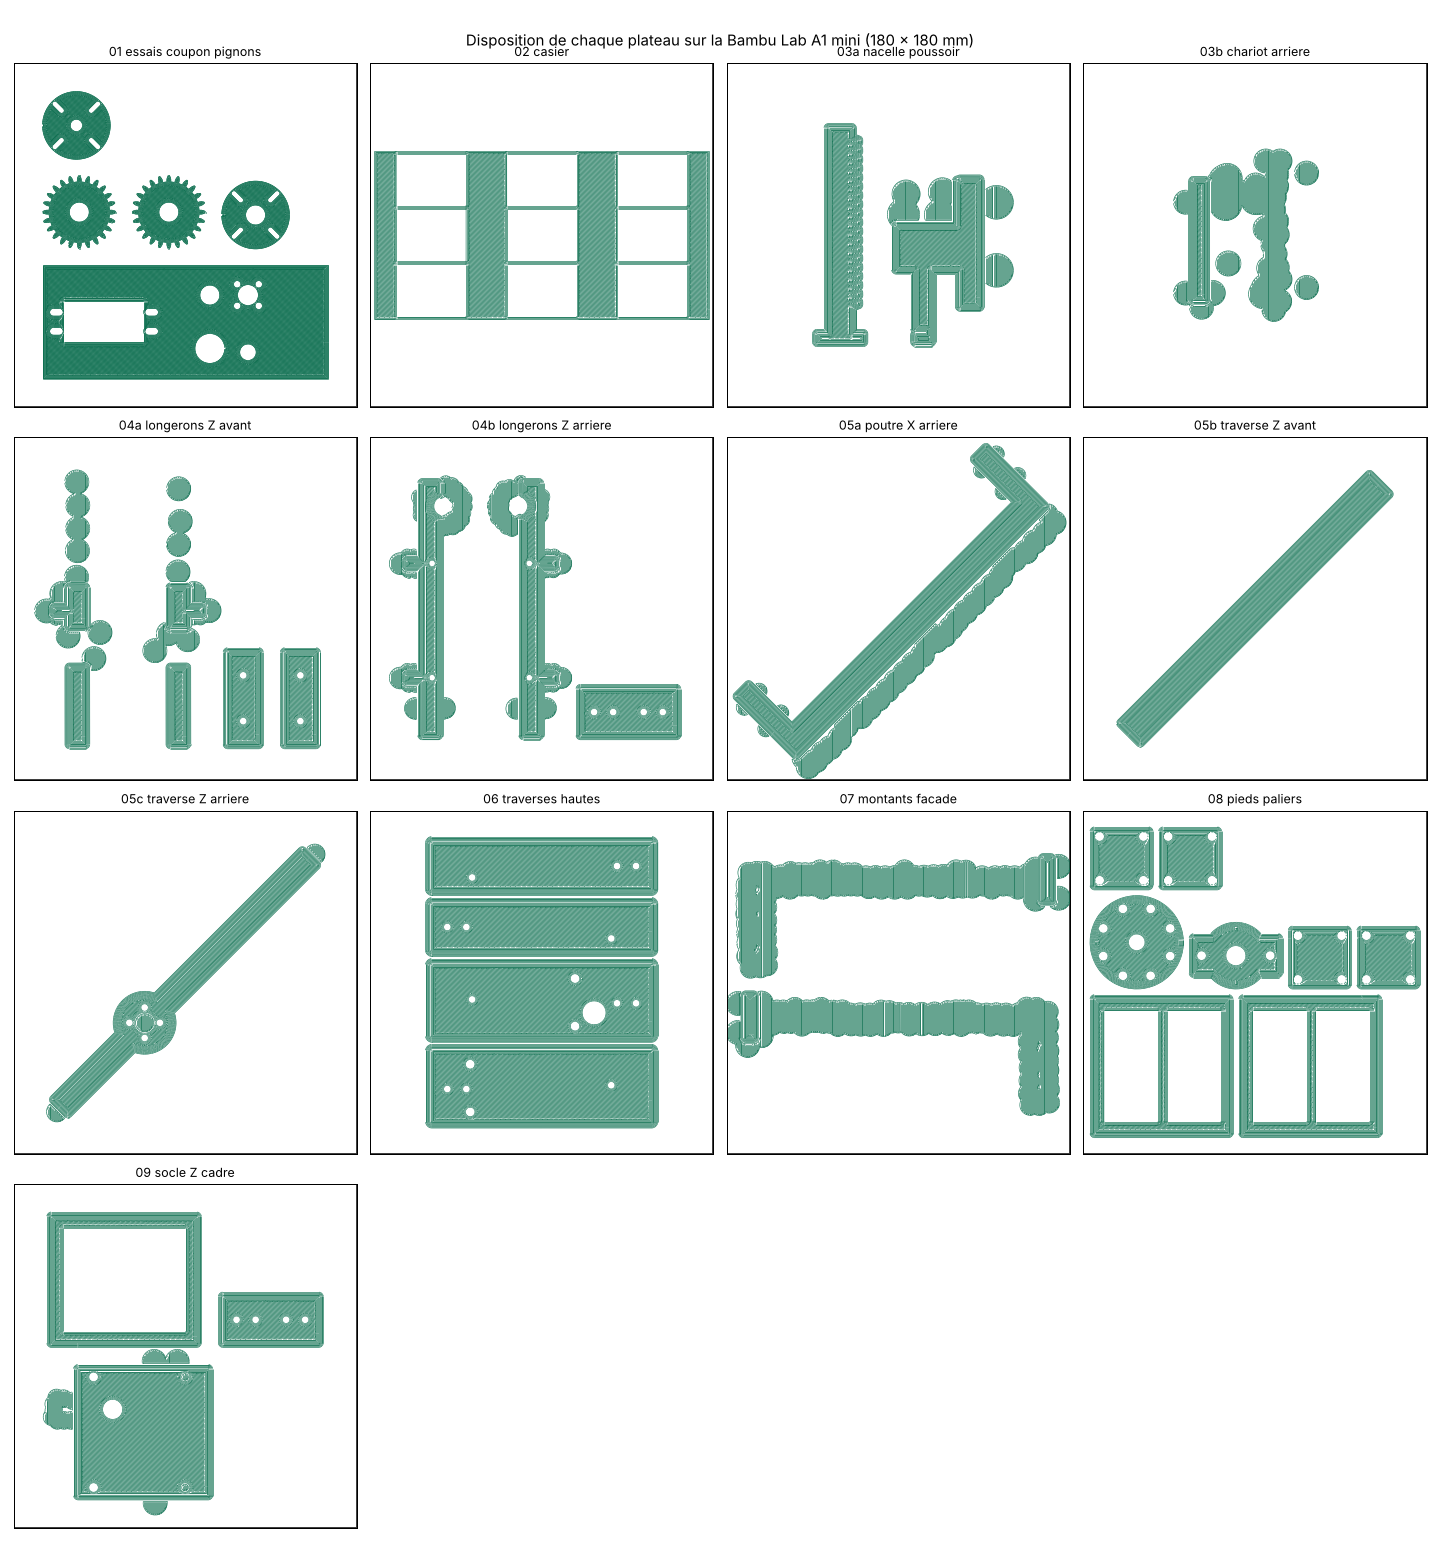 Disposition de chaque plateau sur la Bambu Lab A1 mini (180 × 180 mm)
01 essais coupon pignons
02 casier
03a nacelle poussoir
03b chariot arriere
04a longerons Z avant
04b longerons Z arriere
05a poutre X arriere
05b traverse Z avant
05c traverse Z arriere
06 traverses hautes
07 montants facade
08 pieds paliers
09 socle Z cadre